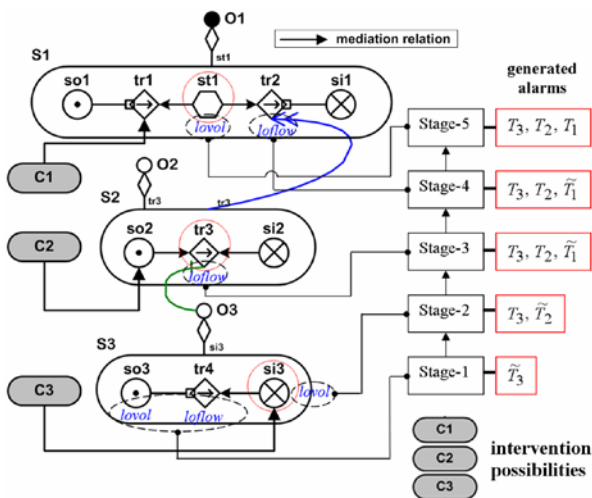 O1
mediation relation
S1
st1
so1
tr1
st1
tr2
si1
generated
alarms
lovol
loflow
Stage-5
T3, T2, T1
C1
O2
S2
tr3
tr3
Stage-4
T3, T2, T̃1
C2
so2
tr3
si2
loflow
Stage-3
T3, T2, T̃1
O3
S3
si3
Stage-2
T3, T̃2
C3
so3
tr4
si3
lovol
lovol
loflow
Stage-1
T̃3
C1
C2
C3
intervention
possibilities